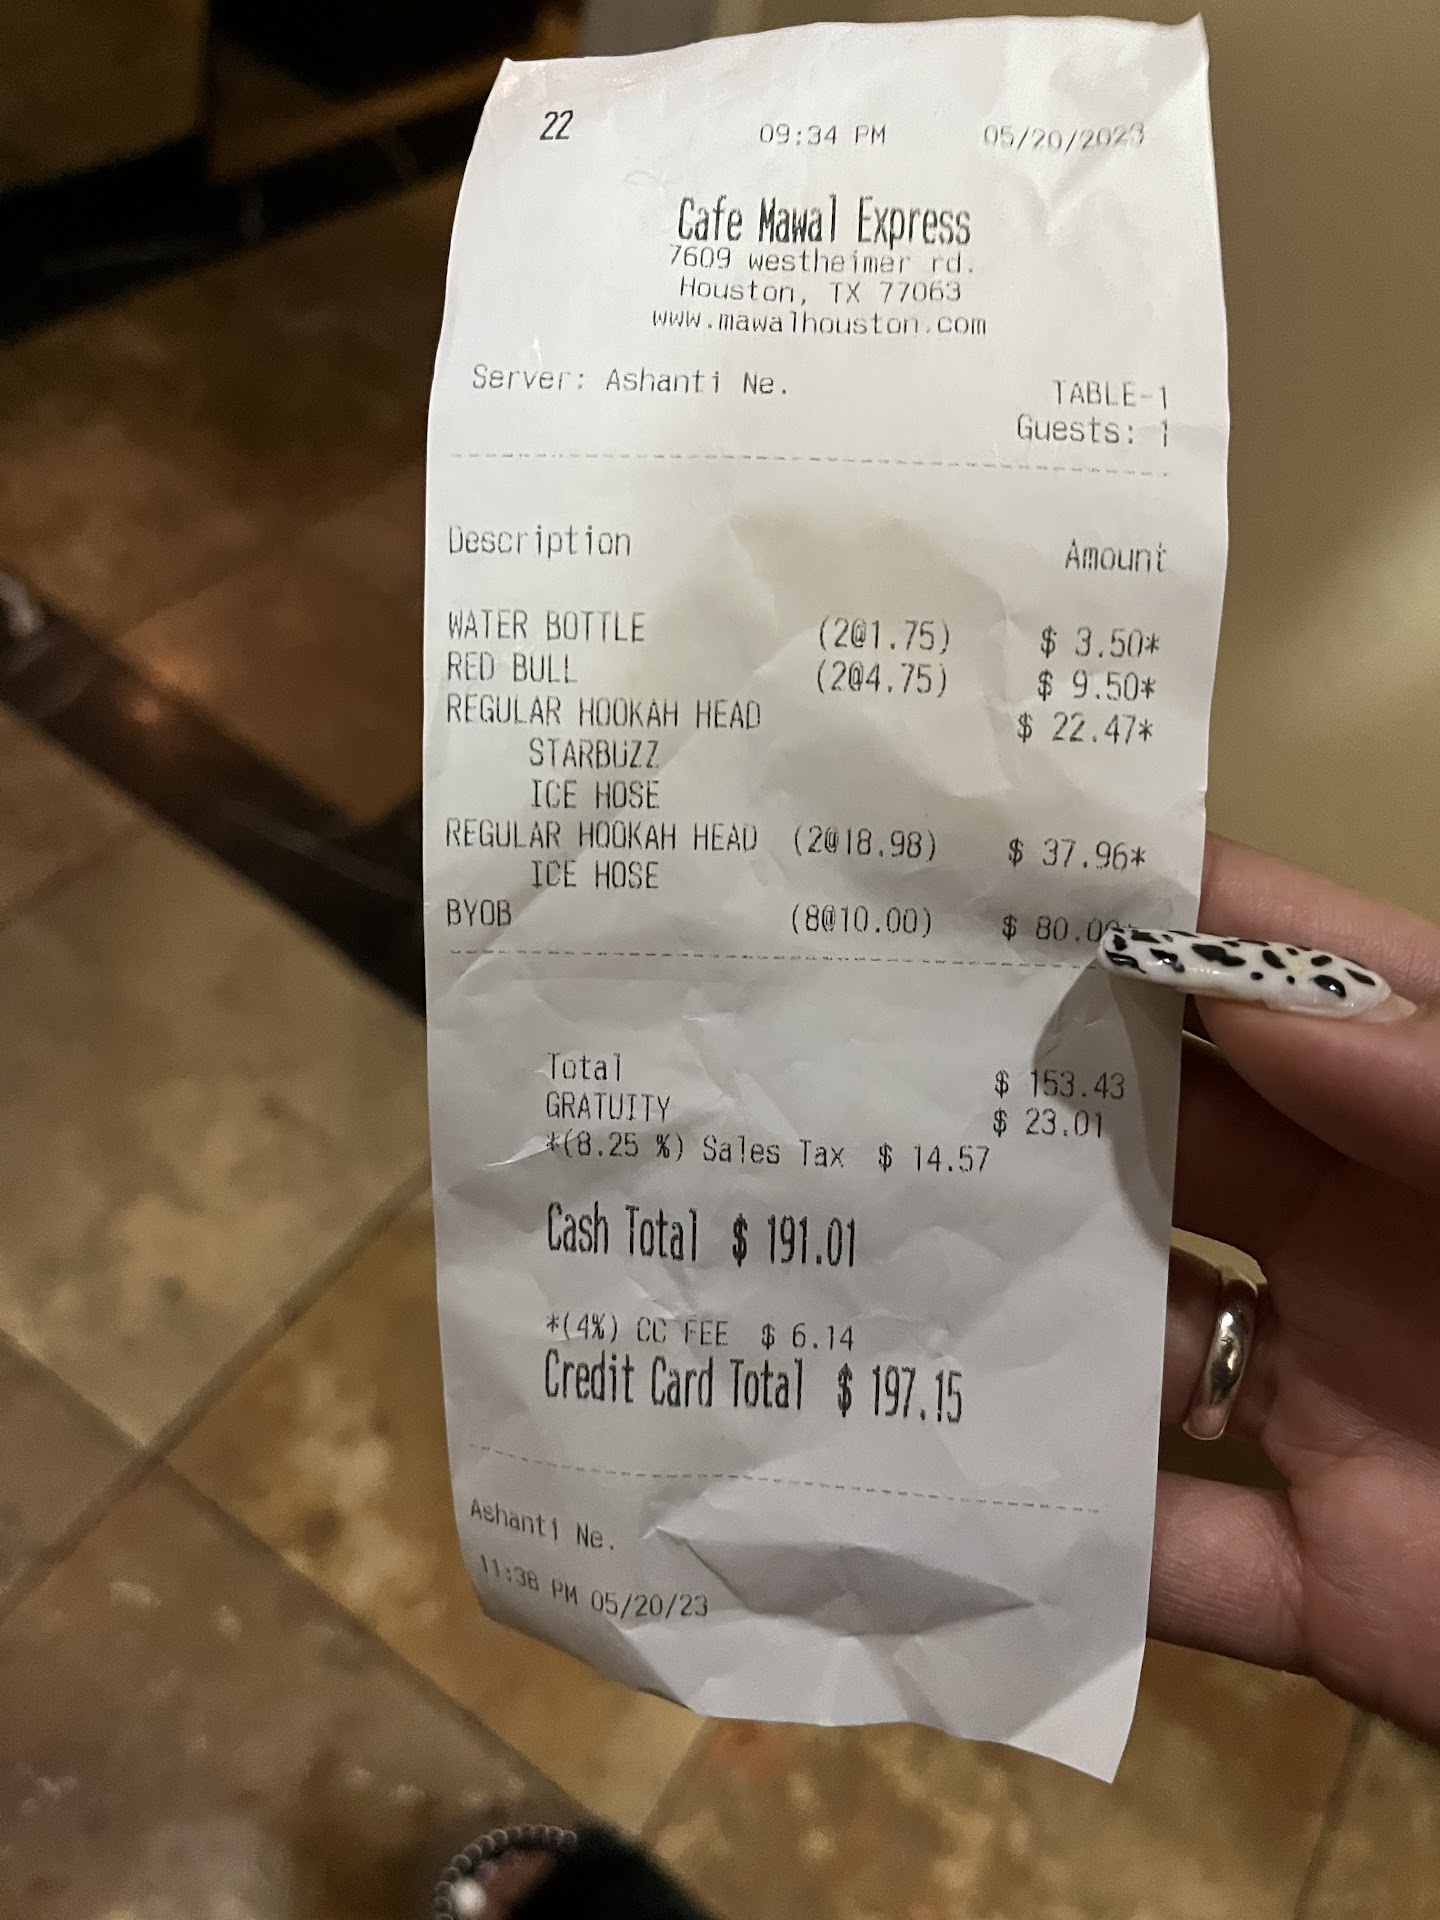 22 09:34 PM 05/20/2023
Cafe Mawal Express
7609 westheimer rd.
Houston, TX 77063
www.mawalhouston.com
Server: Ashanti Ne. TABLE-1
Guests: 1
Description Amount
WATER BOTTLE (2@1.75) $ 3.50*
RED BULL (2@4.75) $ 9.50*
REGULAR HOOKAH HEAD $ 22.47*
STARBUZZ
ICE HOSE
REGULAR HOOKAH HEAD (2@18.98) $ 37.96*
ICE HOSE
BYOB (8@10.00) $ 80.00*
Total $ 153.43
GRATUITY $ 23.01
*(8.25 %) Sales Tax $ 14.57
Cash Total $ 191.01
*(4%) CC FEE $ 6.14
Credit Card Total $ 197.15
Ashanti Ne.
11:38 PM 05/20/23